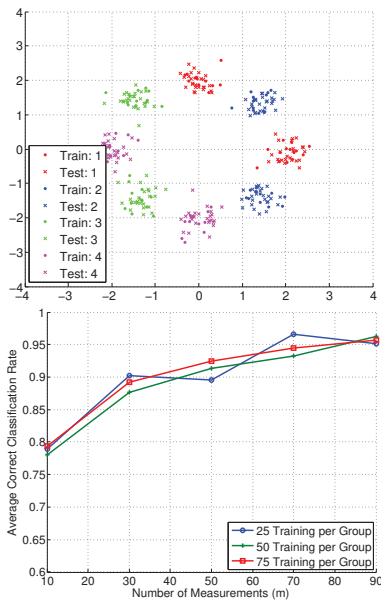 4
3
2
1
0
−1
−2
−3
−4
Train: 1
Test: 1
Train: 2
Test: 2
Train: 3
Test: 3
Train: 4
Test: 4
−4 −3 −2 −1 0 1 2 3 4
Average Correct Classification Rate
1
0.95
0.9
0.85
0.8
0.75
0.7
0.65
0.6
25 Training per Group
50 Training per Group
75 Training per Group
10 20 30 40 50 60 70 80 90
Number of Measurements (m)